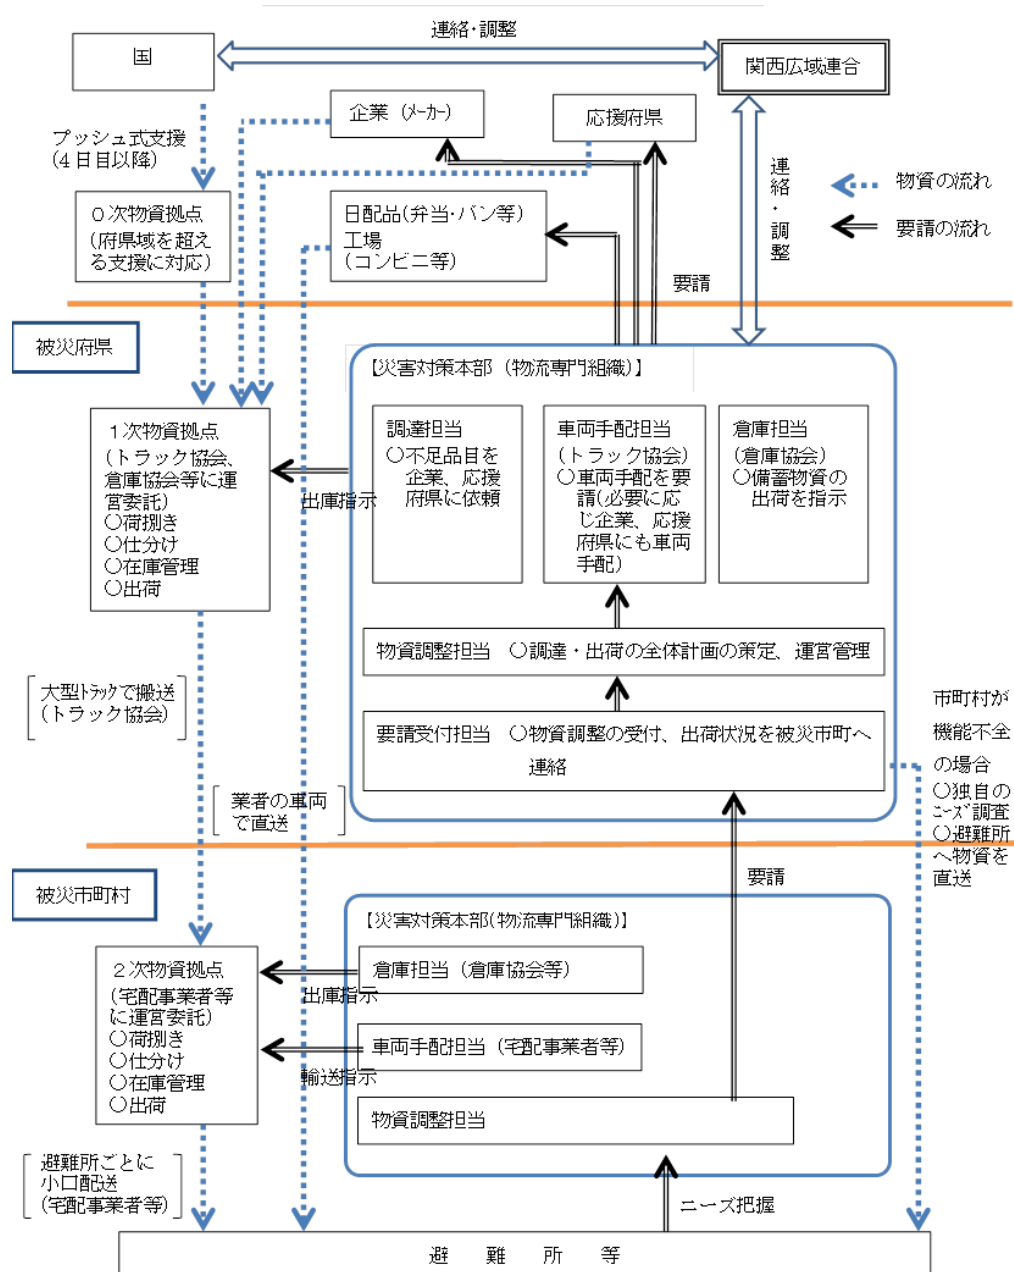 連絡・調整
国
関西広域連合
企業（ﾒｰｶｰ）
応援府県
プッシュ式支援
(４日目以降)
連絡・調整
物資の流れ
要請の流れ
０次物資拠点
(府県域を超え
る支援に対応)
日配品(弁当・パン等)
工場
(コンビニ等)
要請
被災府県
【災害対策本部（物流専門組織)】
１次物資拠点
(トラック協会、
倉庫協会等に運
営委託)
○荷捌き
○仕分け
○在庫管理
○出荷
出庫指示
調達担当
○不足品目を
企業、応援
府県に依頼
車両手配担当
(トラック協会)
○車両手配を要
請(必要に応
じ企業、応援
府県にも車両
手配)
倉庫担当
(倉庫協会)
○備蓄物資の
出荷を指示
物資調整担当　○調達・出荷の全体計画の策定、運営管理
要請受付担当　○物資調整の受付、出荷状況を被災市町へ
連絡
大型ﾄﾗｯｸで搬送
(トラック協会)
業者の車両
で直送
市町村が
機能不全
の場合
○独自の
ﾆｰｽﾞ調査
○避難所
へ物資を
直送
要請
被災市町村
【災害対策本部(物流専門組織)】
２次物資拠点
(宅配事業者等
に運営委託)
○荷捌き
○仕分け
○在庫管理
○出荷
倉庫担当（倉庫協会等）
出庫指示
車両手配担当（宅配事業者等）
輸送指示
物資調整担当
避難所ごとに
小口配送
(宅配事業者等)
ニーズ把握
避　難　所　等